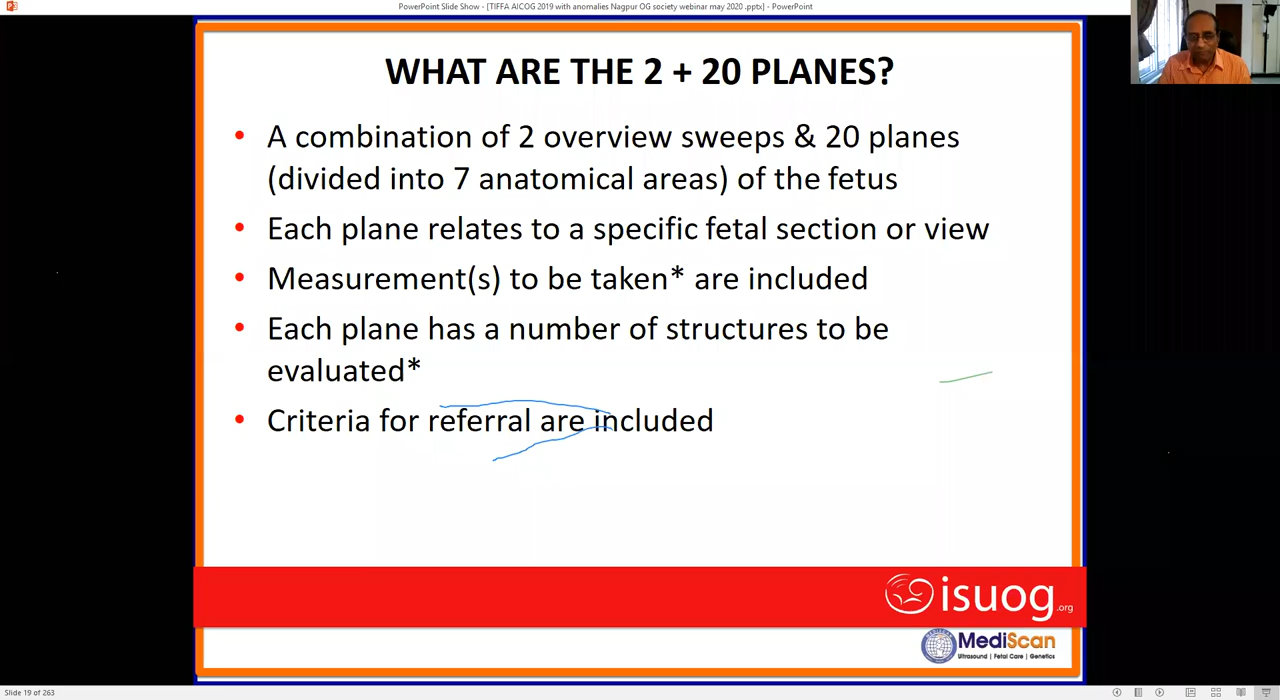 PowerPoint Slide Show - [TIFFA AICOG 2019 with anomalies Nagpur OG society webinar may 2020 .pptx] - PowerPoint
WHAT ARE THE 2 + 20 PLANES?
• A combination of 2 overview sweeps & 20 planes
(divided into 7 anatomical areas) of the fetus
• Each plane relates to a specific fetal section or view
• Measurement(s) to be taken* are included
• Each plane has a number of structures to be
evaluated*
• Criteria for referral are included
isuog.org
MediScan
Ultrasound | Fetal Care | Genetics
Slide 19 of 263